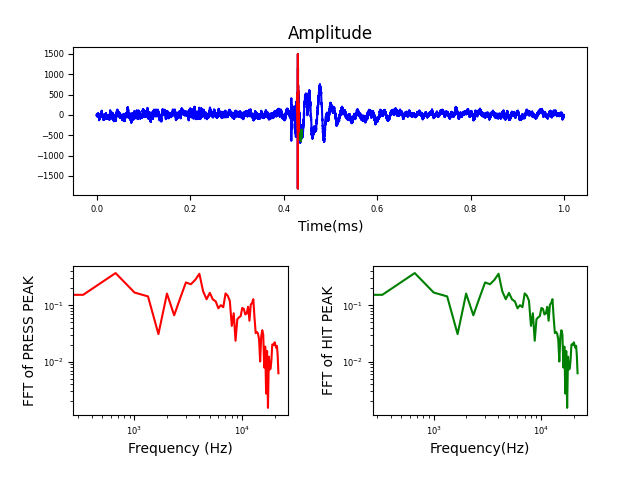 Amplitude
1500
1000
500
0
−500
−1000
−1500
0.0 0.2 0.4 0.6 0.8 1.0
Time(ms)
FFT of PRESS PEAK
10⁻¹
10⁻²
10³ 10⁴
Frequency (Hz)
FFT of HIT PEAK
10⁻¹
10⁻²
10³ 10⁴
Frequency(Hz)